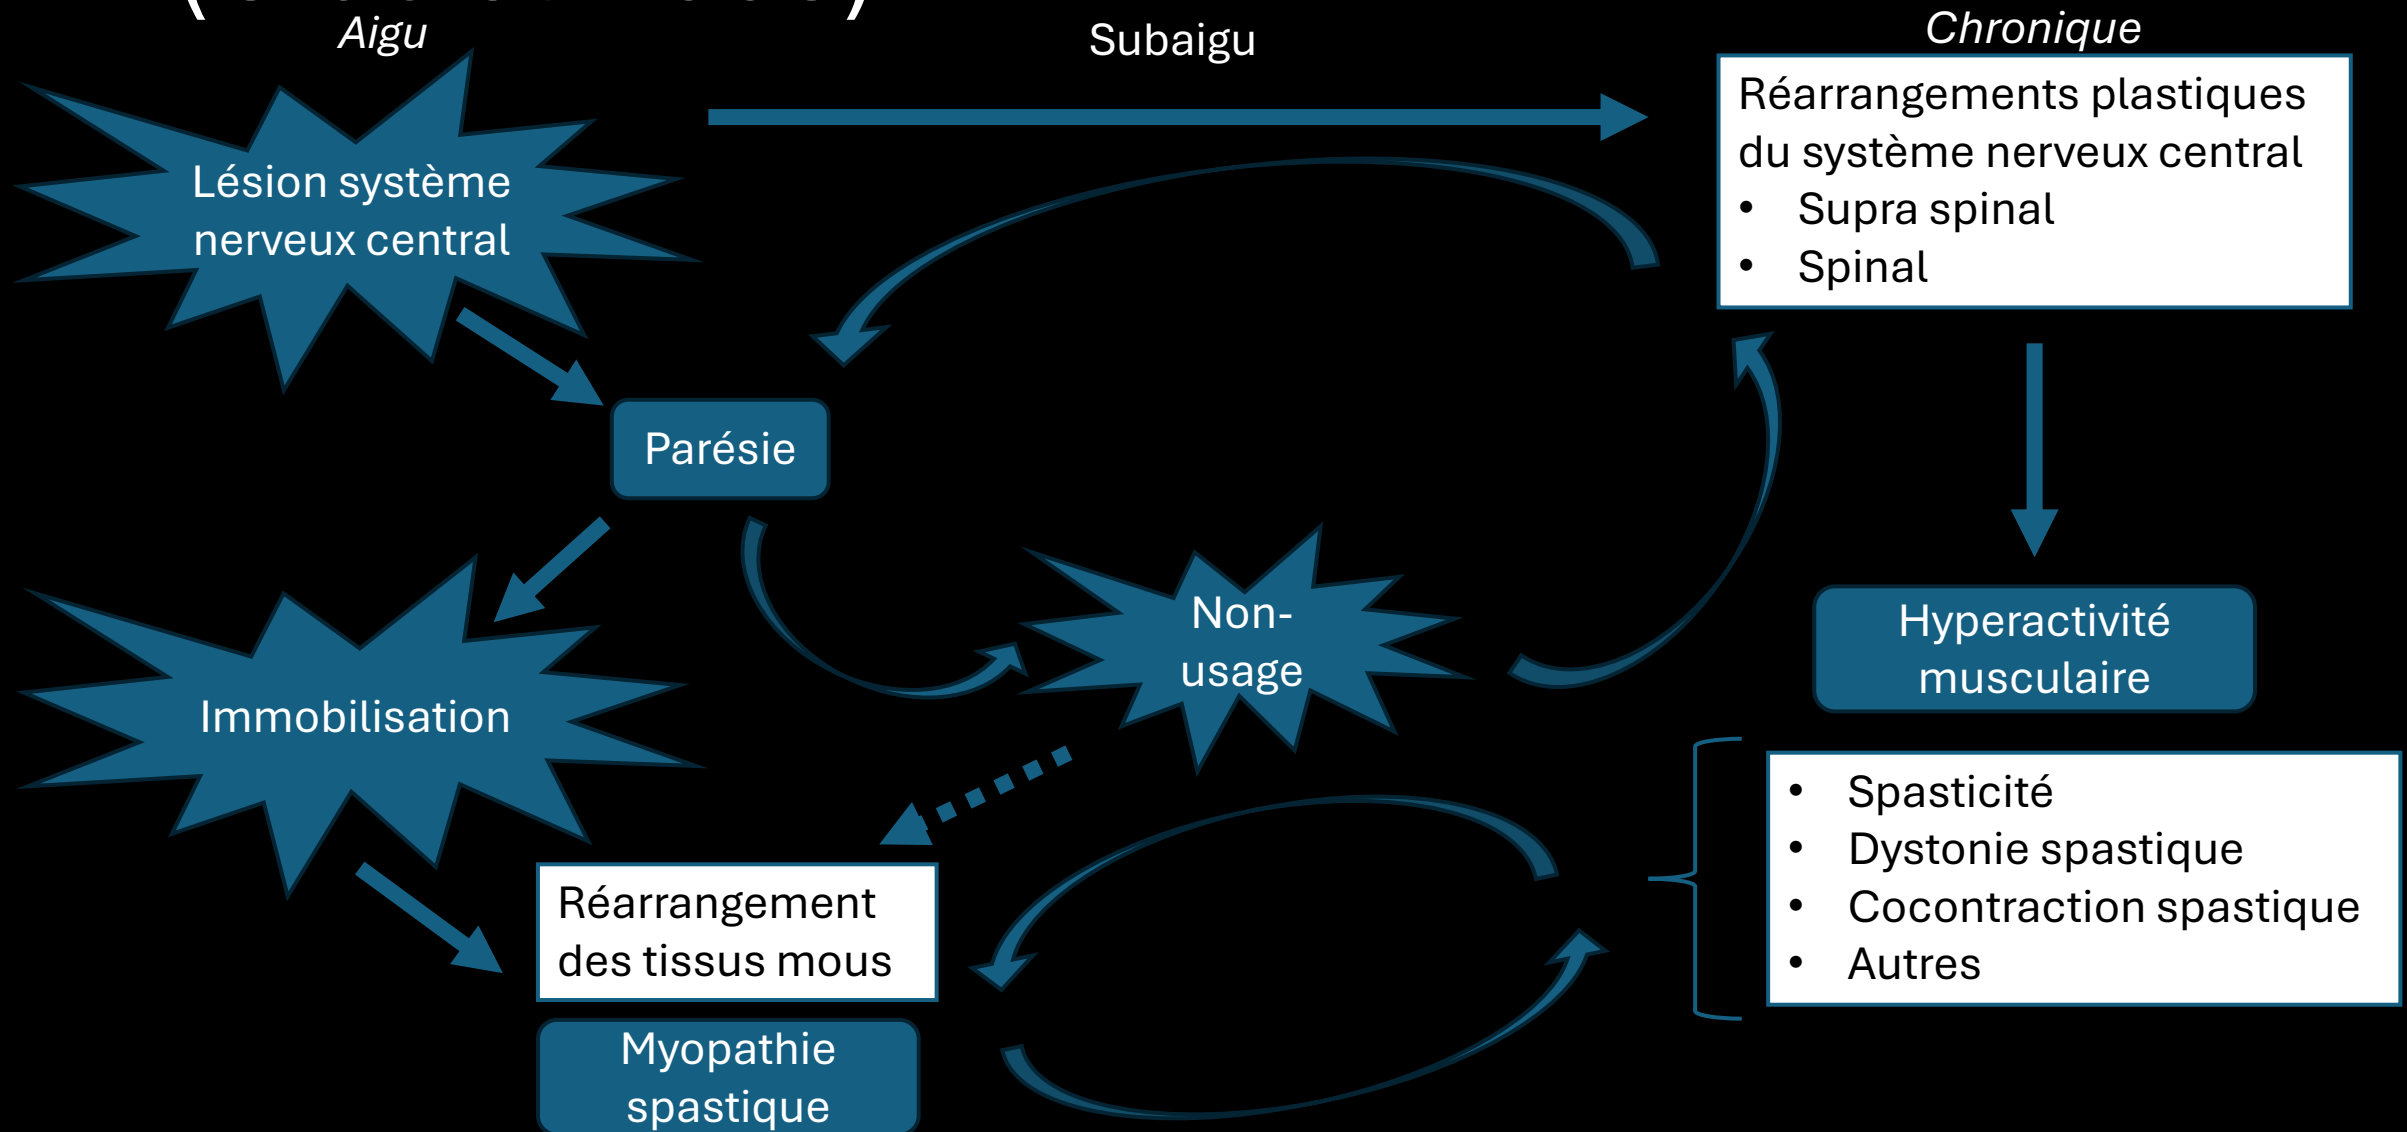 Aigu
Subaigu
Chronique
Lésion système
nerveux central
Réarrangements plastiques
du système nerveux central
• Supra spinal
• Spinal
Parésie
Non-
usage
Immobilisation
Hyperactivité
musculaire
• Spasticité
• Dystonie spastique
• Cocontraction spastique
• Autres
Réarrangement
des tissus mous
Myopathie
spastique